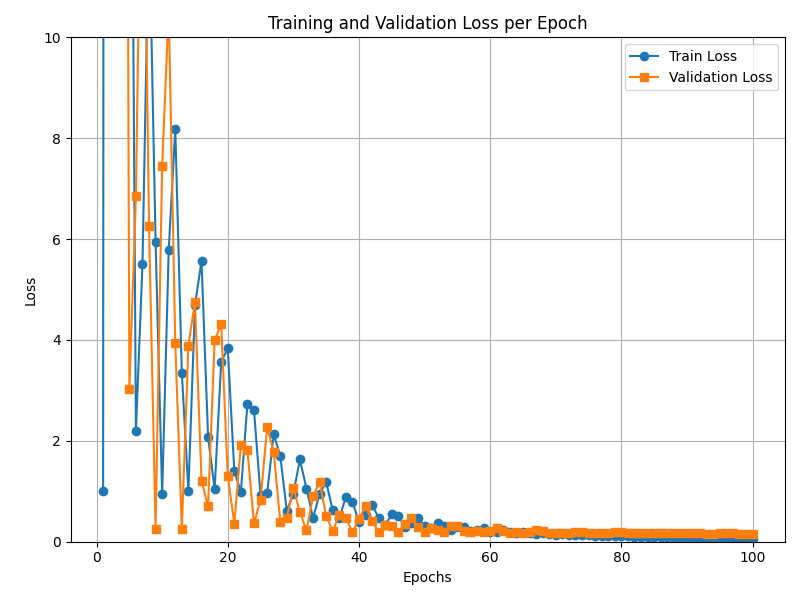 Training and Validation Loss per Epoch
Train Loss
Validation Loss
Loss
10
8
6
4
2
0
0 20 40 60 80 100
Epochs